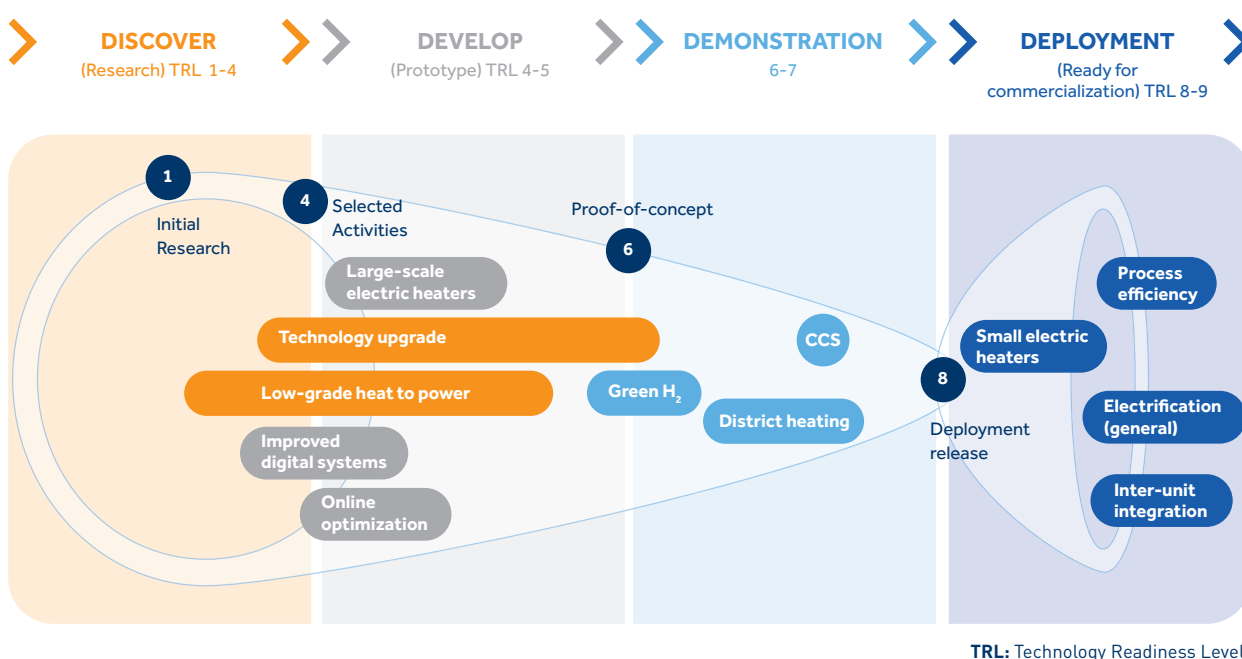 DISCOVER
(Research) TRL 1-4
DEVELOP
(Prototype) TRL 4-5
DEMONSTRATION
6-7
DEPLOYMENT
(Ready for
commercialization) TRL 8-9
1
Initial
Research
4
Selected
Activities
Proof-of-concept
6
Large-scale
electric heaters
Technology upgrade
Low-grade heat to power
Improved
digital systems
Online
optimization
Green H₂
CCS
District heating
8
Deployment
release
Small electric
heaters
Process
efficiency
Electrification
(general)
Inter-unit
integration
TRL: Technology Readiness Level